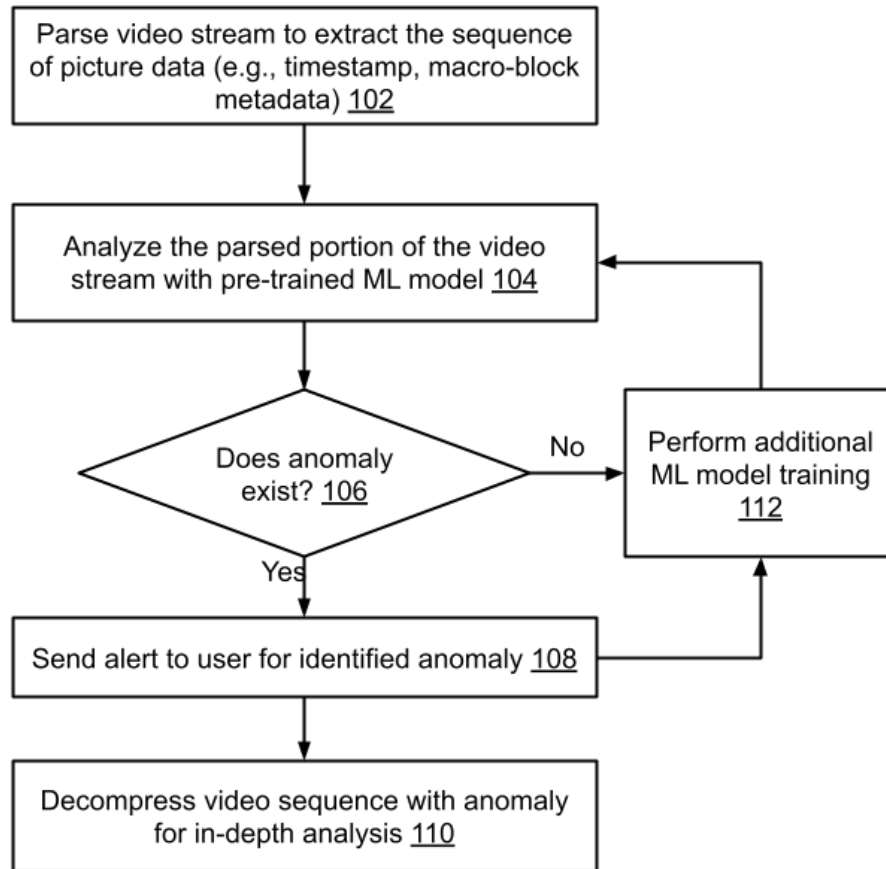 Parse video stream to extract the sequence
of picture data (e.g., timestamp, macro-block
metadata) 102
Analyze the parsed portion of the video
stream with pre-trained ML model 104
Does anomaly
exist? 106
No
Perform additional
ML model training
112
Yes
Send alert to user for identified anomaly 108
Decompress video sequence with anomaly
for in-depth analysis 110